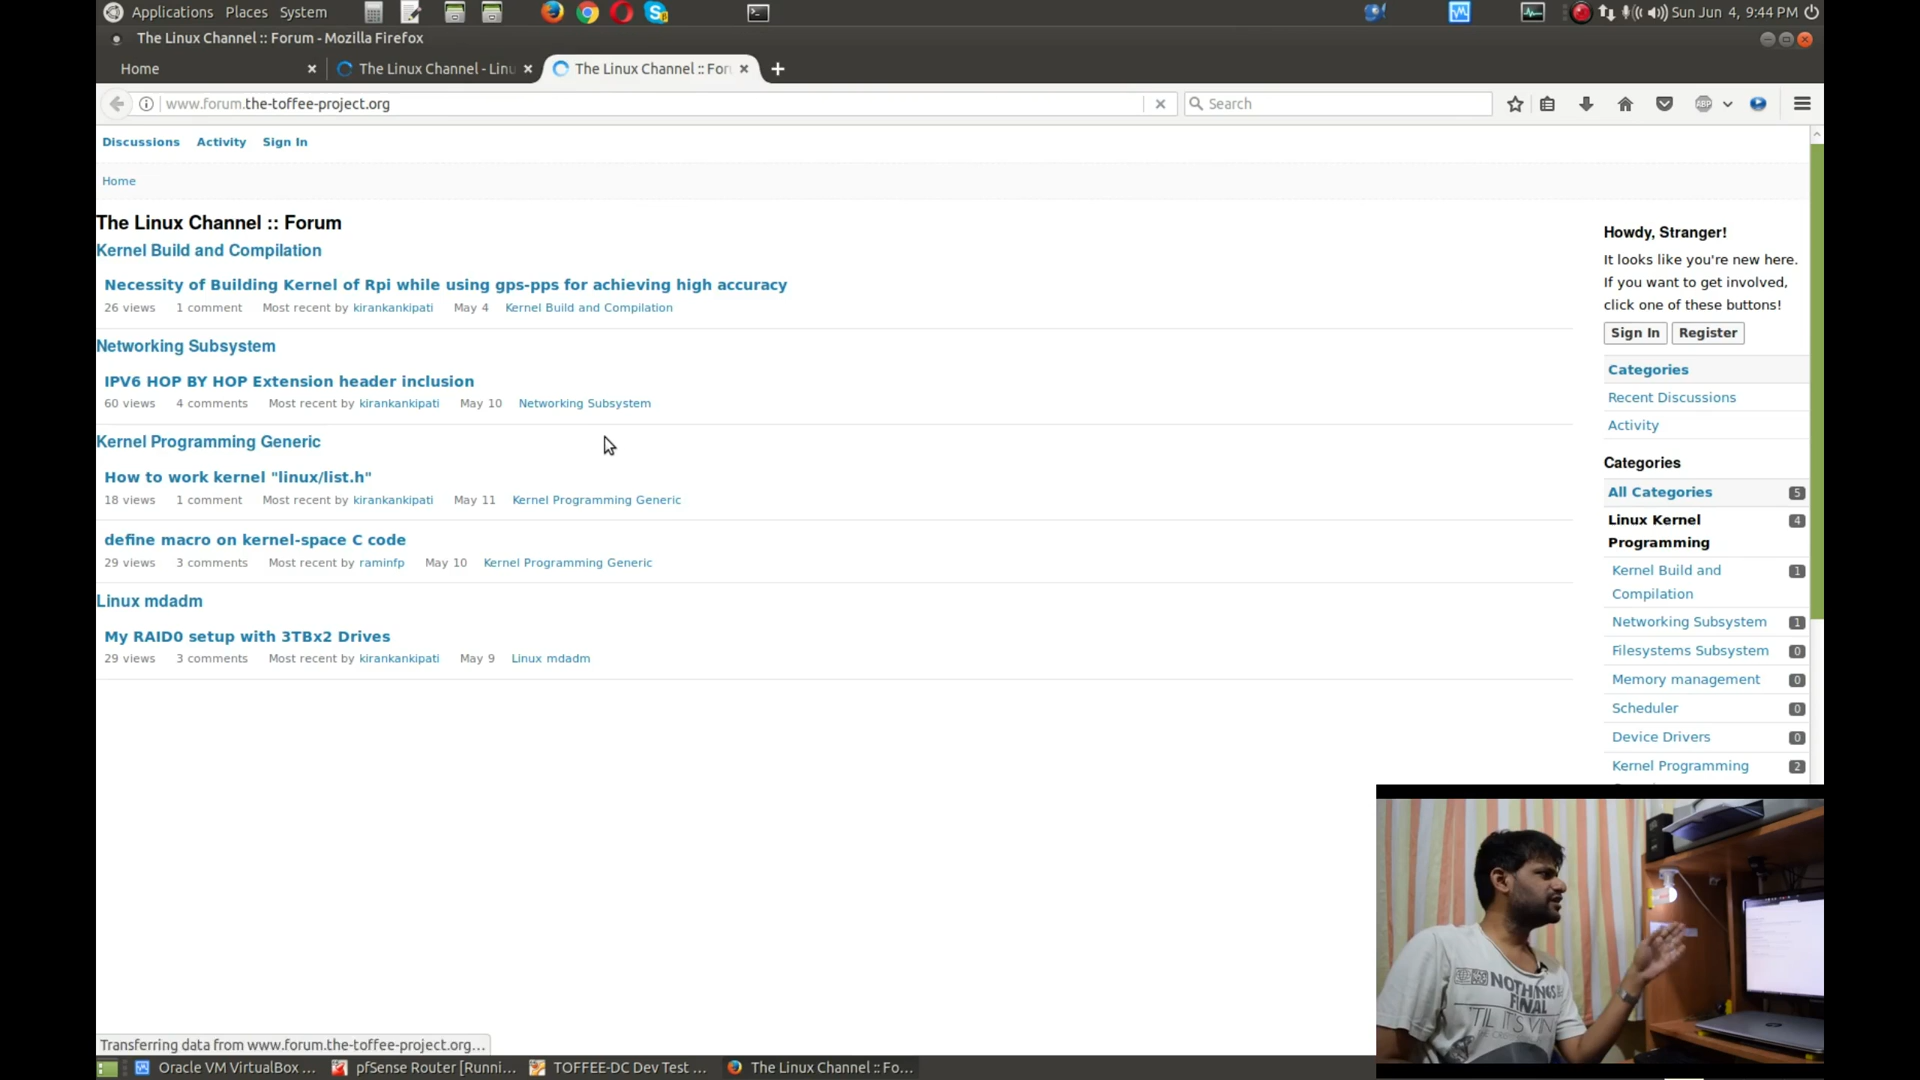 Applications Places System
Sun Jun 4, 9:44 PM
The Linux Channel :: Forum - Mozilla Firefox
Home
The Linux Channel - Linu
The Linux Channel :: For
www.forum.the-toffee-project.org
Search
ABP
Discussions Activity Sign In
Home
The Linux Channel :: Forum
Kernel Build and Compilation
Necessity of Building Kernel of Rpi while using gps-pps for achieving high accuracy
26 views 1 comment Most recent by kirankankipati May 4 Kernel Build and Compilation
Networking Subsystem
IPV6 HOP BY HOP Extension header inclusion
60 views 4 comments Most recent by kirankankipati May 10 Networking Subsystem
Kernel Programming Generic
How to work kernel "linux/list.h"
18 views 1 comment Most recent by kirankankipati May 11 Kernel Programming Generic
define macro on kernel-space C code
29 views 3 comments Most recent by raminfp May 10 Kernel Programming Generic
Linux mdadm
My RAID0 setup with 3TBx2 Drives
29 views 3 comments Most recent by kirankankipati May 9 Linux mdadm
Howdy, Stranger!
It looks like you're new here.
If you want to get involved,
click one of these buttons!
Sign In Register
Categories
Recent Discussions
Activity
Categories
All Categories 5
Linux Kernel 4
Programming
Kernel Build and 1
Compilation
Networking Subsystem 1
Filesystems Subsystem 0
Memory management 0
Scheduler 0
Device Drivers 0
Kernel Programming 2
NOTHINGS
FINAL
'TIL IT'S
Transferring data from www.forum.the-toffee-project.org...
Oracle VM VirtualBox ...
pfSense Router [Runni...
TOFFEE-DC Dev Test ...
The Linux Channel :: Fo...